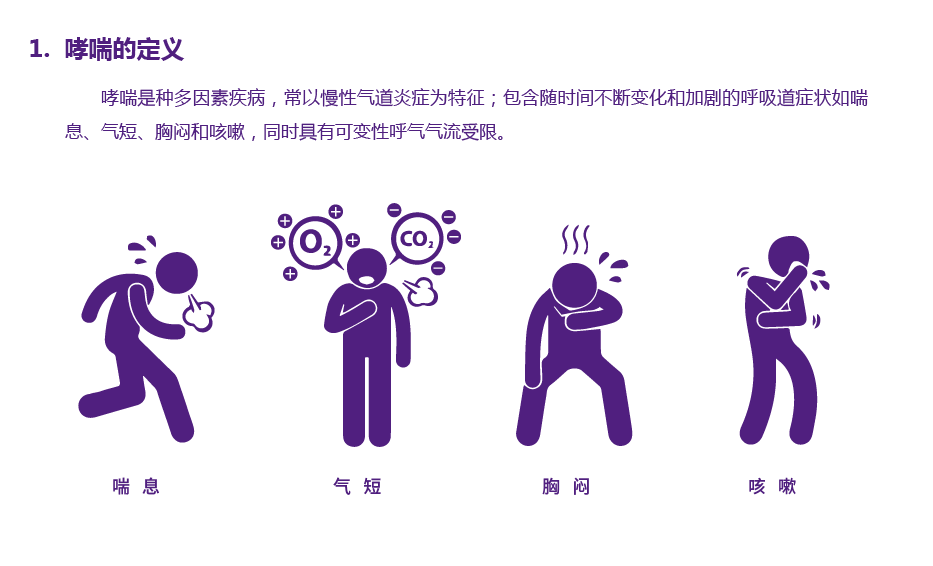 1. 哮喘的定义
哮喘是种多因素疾病，常以慢性气道炎症为特征；包含随时间不断变化和加剧的呼吸道症状如喘
息、气短、胸闷和咳嗽，同时具有可变性呼气气流受限。
O₂ CO₂
喘 息 气 短 胸 闷 咳 嗽